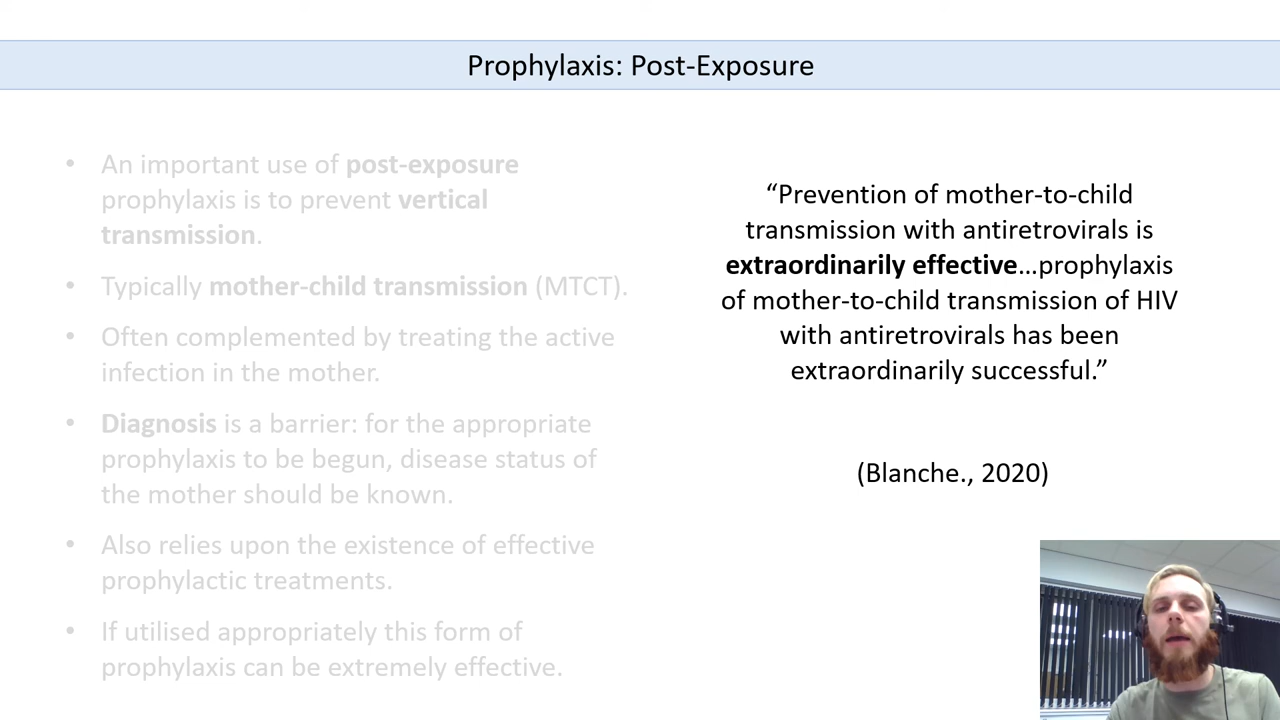 Prophylaxis: Post-Exposure
• An important use of post-exposure
prophylaxis is to prevent vertical
transmission.
• Typically mother-child transmission (MTCT).
• Often complemented by treating the active
infection in the mother.
• Diagnosis is a barrier: for the appropriate
prophylaxis to be begun, disease status of
the mother should be known.
• Also relies upon the existence of effective
prophylactic treatments.
• If utilised appropriately this form of
prophylaxis can be extremely effective.
“Prevention of mother-to-child
transmission with antiretrovirals is
extraordinarily effective…prophylaxis
of mother-to-child transmission of HIV
with antiretrovirals has been
extraordinarily successful.”
(Blanche., 2020)